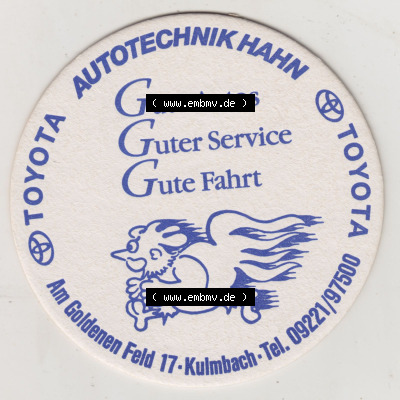 AUTOTECHNIK HAHN
TOYOTA
TOYOTA
( www.embmv.de )
Guter Service
Gute Fahrt
( www.embmv.de )
Am Goldenen Feld 17 · Kulmbach · Tel. 09221/97500